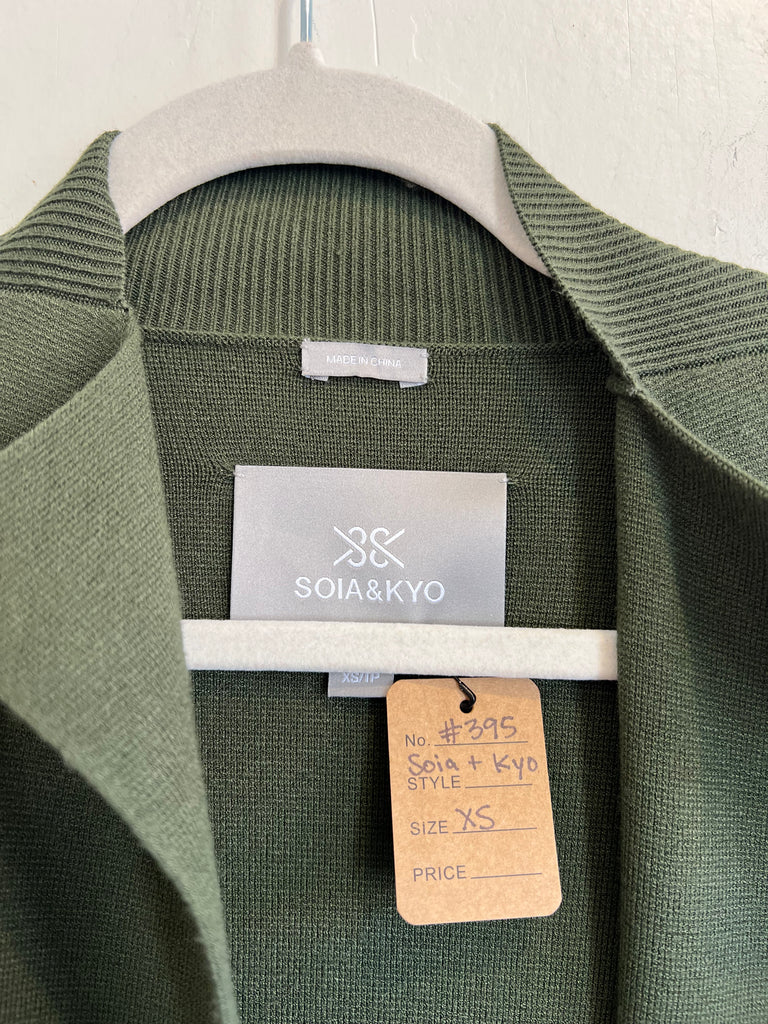 MADE IN CHINA
SOIA&KYO
XS/TP
No. #395
Soia + Kyo
STYLE
SIZE XS
PRICE